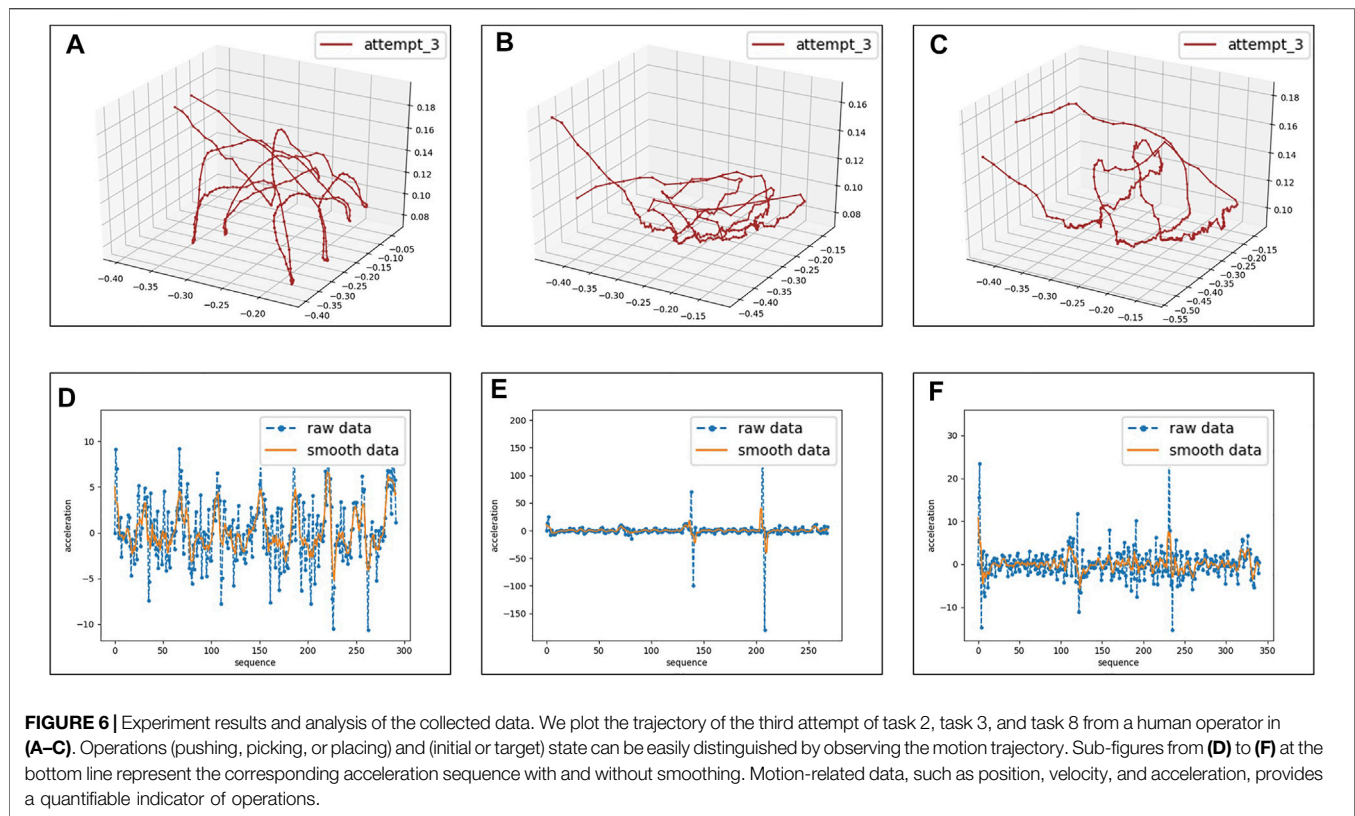 A
attempt_3
0.18
0.16
0.14
0.12
0.10
0.08
−0.05
−0.10
−0.15
−0.20
−0.25
−0.30
−0.35
−0.40
−0.40
−0.35
−0.30
−0.25
−0.20
B
attempt_3
0.16
0.14
0.12
0.10
0.08
−0.15
−0.20
−0.25
−0.30
−0.35
−0.40
−0.45
−0.40
−0.35
−0.30
−0.25
−0.20
−0.15
C
attempt_3
0.18
0.16
0.14
0.12
0.10
−0.15
−0.20
−0.25
−0.30
−0.35
−0.40
−0.45
−0.50
−0.55
−0.40
−0.35
−0.30
−0.25
−0.20
−0.15
D
raw data
smooth data
10
5
0
−5
−10
acceleration
0 50 100 150 200 250 300
sequence
E
raw data
smooth data
200
150
100
50
0
−50
−100
−150
acceleration
0 50 100 150 200 250
sequence
F
raw data
smooth data
30
20
10
0
−10
acceleration
0 50 100 150 200 250 300 350
sequence
FIGURE 6 | Experiment results and analysis of the collected data. We plot the trajectory of the third attempt of task 2, task 3, and task 8 from a human operator in
(A–C). Operations (pushing, picking, or placing) and (initial or target) state can be easily distinguished by observing the motion trajectory. Sub-figures from (D) to (F) at the
bottom line represent the corresponding acceleration sequence with and without smoothing. Motion-related data, such as position, velocity, and acceleration, provides
a quantifiable indicator of operations.